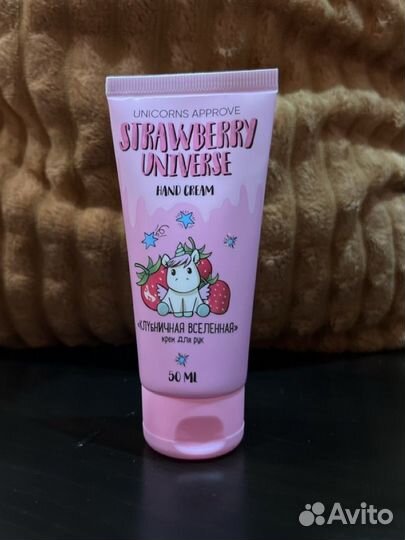 UNICORNS APPROVE
STRAWBERRY
UNIVERSE
HAND CREAM
«КЛУБНИЧНАЯ ВСЕЛЕННАЯ»
крем для рук
50 ML
Avito